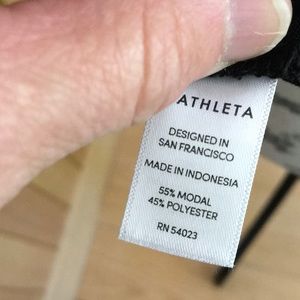 ATHLETA
DESIGNED IN
SAN FRANCISCO
MADE IN INDONESIA
55% MODAL
45% POLYESTER
RN 54023